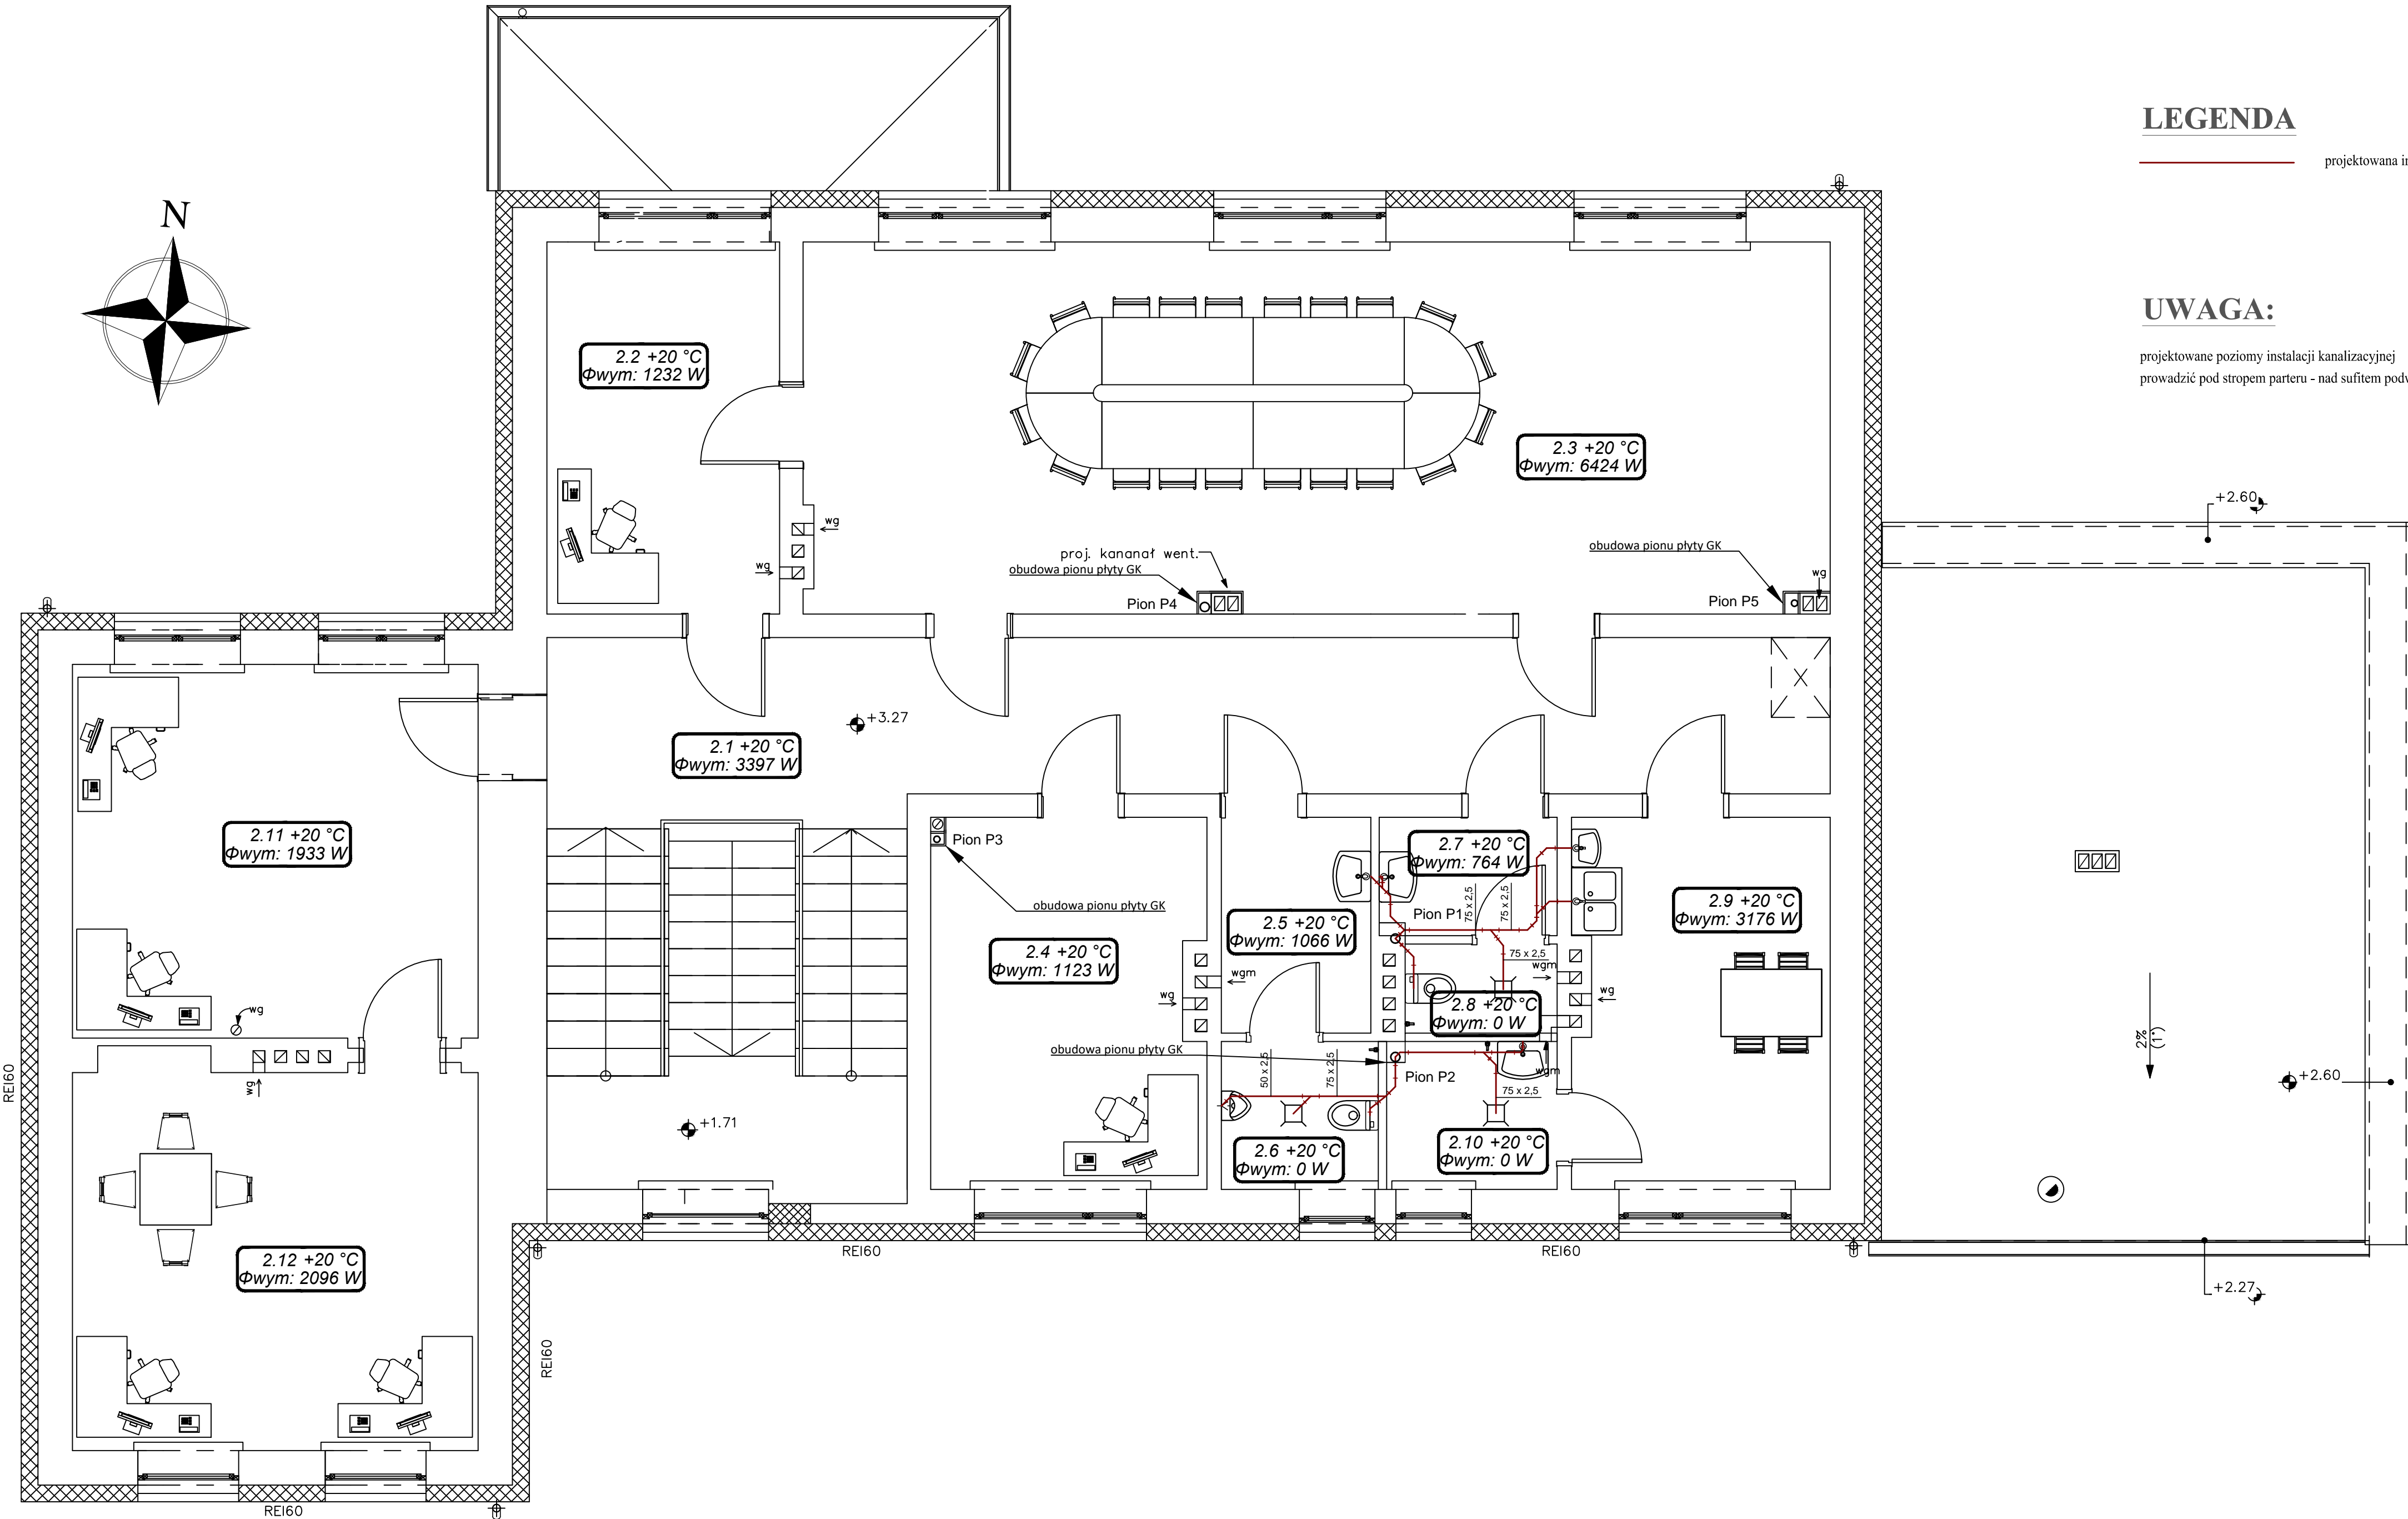 LEGENDA
projektowana
N
UWAGA:
projektowane poziomy instalacji kanalizacyjnej
prowadzić pod stropem parteru - nad sufitem
2.2 +20 °C
Φwym: 1232 W
2.3 +20 °C
Φwym: 6424 W
+2.60
wg
wg
proj. kananał went.
obudowa pionu płyty GK
Pion P4
obudowa pionu płyty GK
wg
Pion P5
+3.27
2.1 +20 °C
Φwym: 3397 W
2.11 +20 °C
Φwym: 1933 W
Pion P3
obudowa pionu płyty GK
2.7 +20 °C
Φwym: 764 W
75 x 2,5
75 x 2,5
Pion P1
2.9 +20 °C
Φwym: 3176 W
2.5 +20 °C
Φwym: 1066 W
2.4 +20 °C
Φwym: 1123 W
75 x 2,5
wgm
wgm
wg
wg
2.8 +20 °C
Φwym: 0 W
wg
obudowa pionu płyty GK
50 x 2,5
75 x 2,5
Pion P2
wgm
75 x 2,5
2%
(1°)
+2.60
REI60
wg
+1.71
2.6 +20 °C
Φwym: 0 W
2.10 +20 °C
Φwym: 0 W
2.12 +20 °C
Φwym: 2096 W
REI60
REI60
+2.27
REI60
REI60